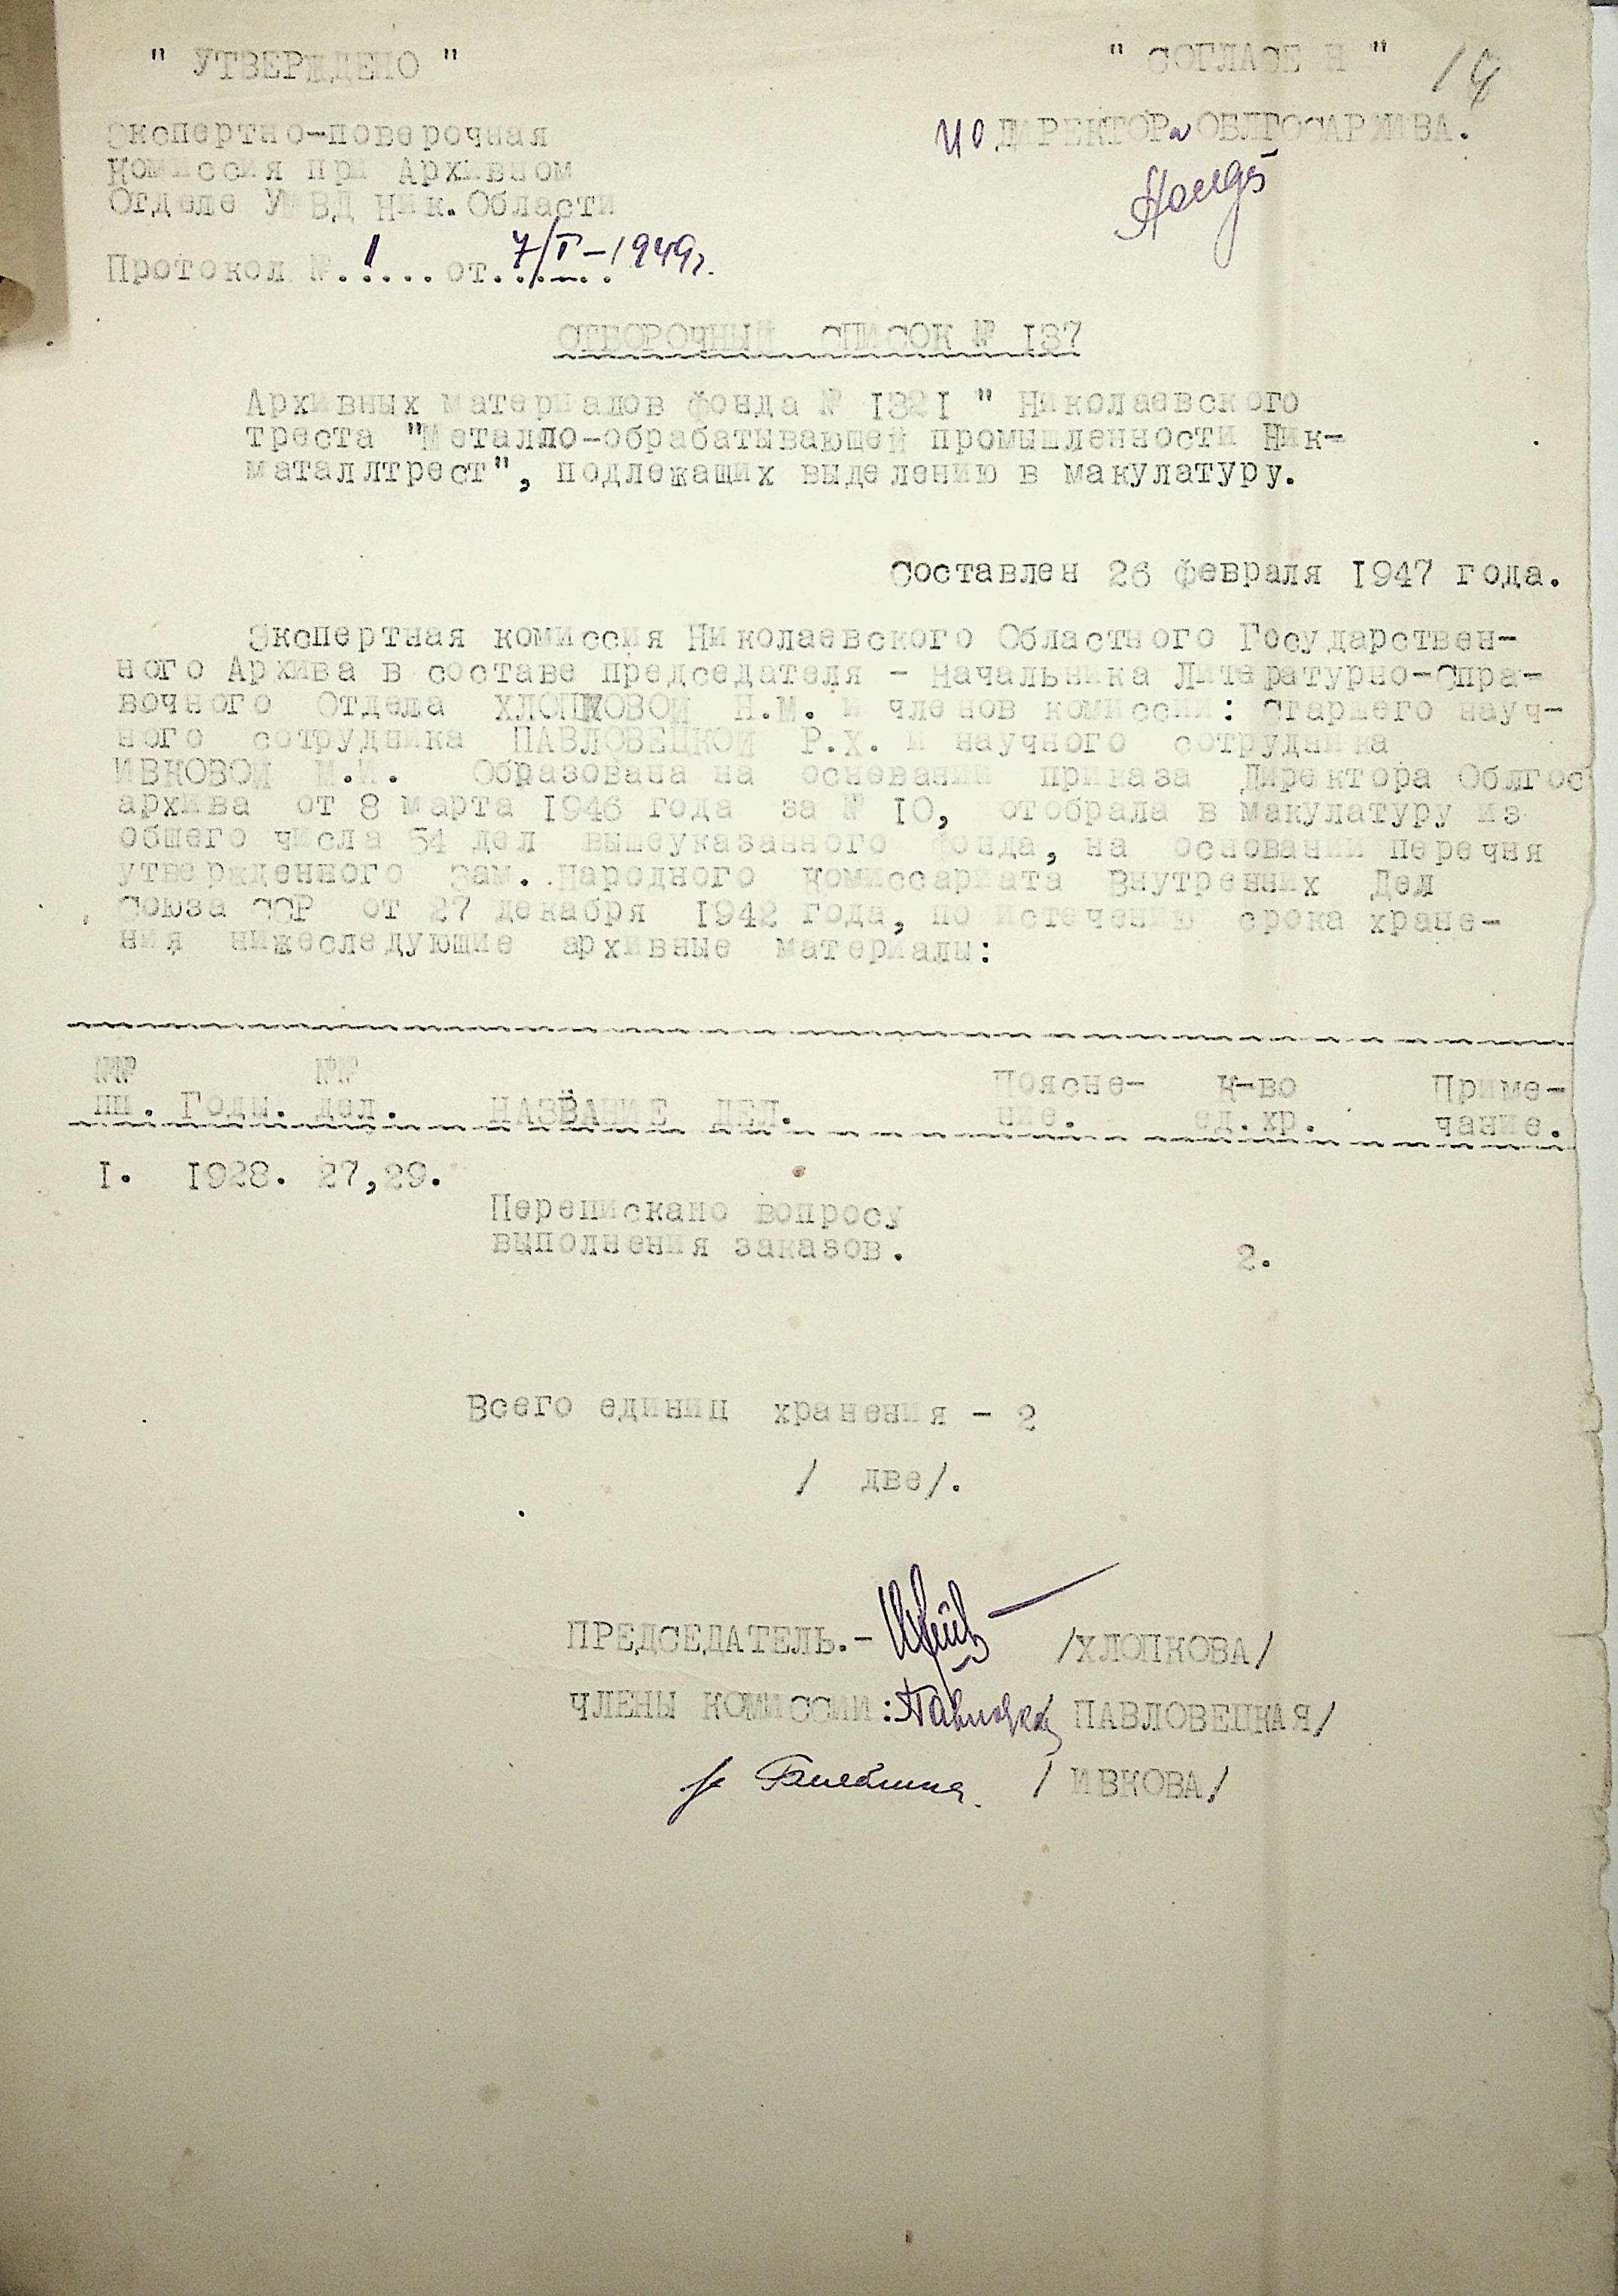 " УТВЕРЖДЕНО "
" СОГЛАСЕ Н "
14
Экспертно-поверочная
Комиссия при Архивном
Отделе УМВД Ник. Области
ИО ДИРЕКТОРа ОБЛГОСАРЖИВА.
Протокол №. 1 .... от. 7/I-1949г.
ОТБОРОЧНЫЙ СПИСОК № 137
Архивных материалов фонда № 1321 " Николаевского
треста "Металло-обрабатывающей промышленности Ник-
маталлтрест", подлежащих выделению в макулатуру.
Составлен 26 февраля 1947 года.
Экспертная комиссия Николаевского Областного Государствен-
ного Архива в составе председателя - Начальника Литературно-Спра-
вочного Отдела ХЛОПКОВОЙ Н.М. и членов комиссии: Старшего науч-
ного сотрудника ПАВЛОВЕЦКОЙ Р.Х. и научного сотрудника
ИВКОВОЙ М.И. Образована на основании приказа Директора Облгос
архива от 8 марта 1946 года за № 10, отобрала в макулатуру из
общего числа 54 дел вышеуказанного фонда, на основании перечня
утвержденного Зам. Народного Комиссариата Внутренних Дел
Союза ССР от 27 декабря 1942 года, по истечению срока хране-
ния нижеследующие архивные материалы:
№№ №№ Поясне- К-во Приме-
пп. Годы. дел. НАЗВАНИЕ ДЕЛ. ние. ед.хр. чание.
1. 1928. 27,29.
Перепискано вопросу
выполнения заказов. 2.
Всего единиц хранения - 2
/ две/.
ПРЕДСЕДАТЕЛЬ.- /ХЛОПКОВА/
ЧЛЕНЫ КОМИССИИ: ПАВЛОВЕЦКАЯ/
/ ИВКОВА/